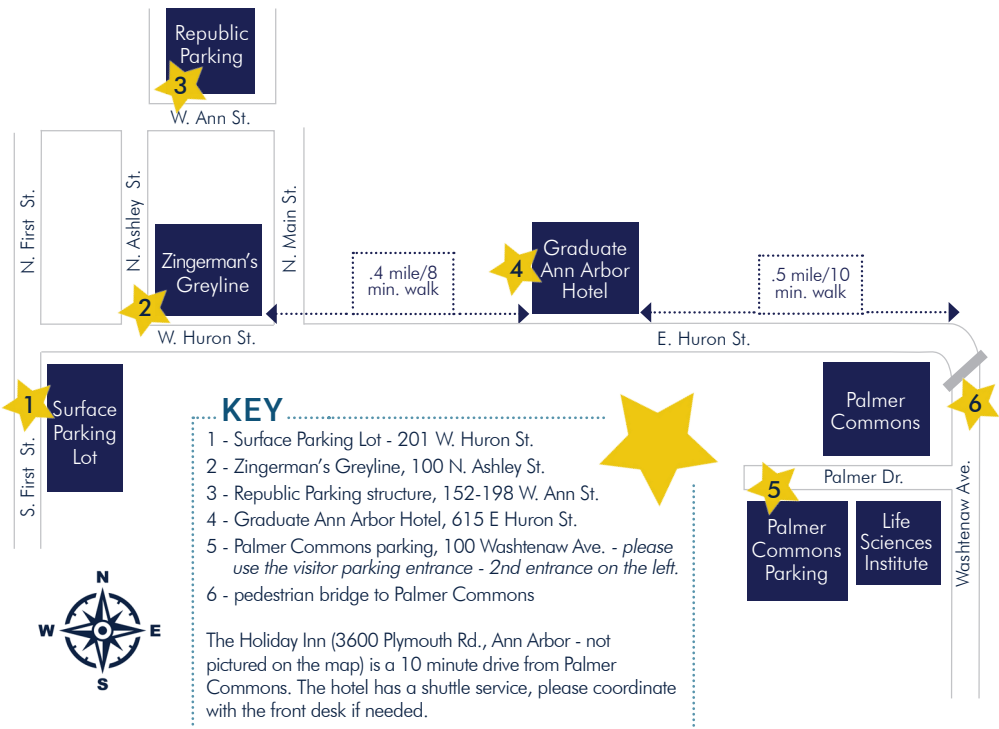 Republic
Parking
3
W. Ann St.
N. First St.
N. Ashley St.
N. Main St.
Zingerman's
Greyline
2
.4 mile/8
min. walk
4
Graduate
Ann Arbor
Hotel
.5 mile/10
min. walk
W. Huron St.
E. Huron St.
1
Surface
Parking
Lot
S. First St.
Palmer
Commons
6
Palmer Dr.
5
Palmer
Commons
Parking
Life
Sciences
Institute
Washtenaw Ave.
KEY
1 - Surface Parking Lot - 201 W. Huron St.
2 - Zingerman's Greyline, 100 N. Ashley St.
3 - Republic Parking structure, 152-198 W. Ann St.
4 - Graduate Ann Arbor Hotel, 615 E Huron St.
5 - Palmer Commons parking, 100 Washtenaw Ave. - please
use the visitor parking entrance - 2nd entrance on the left.
6 - pedestrian bridge to Palmer Commons
The Holiday Inn (3600 Plymouth Rd., Ann Arbor - not
pictured on the map) is a 10 minute drive from Palmer
Commons. The hotel has a shuttle service, please coordinate
with the front desk if needed.
N
W
E
S